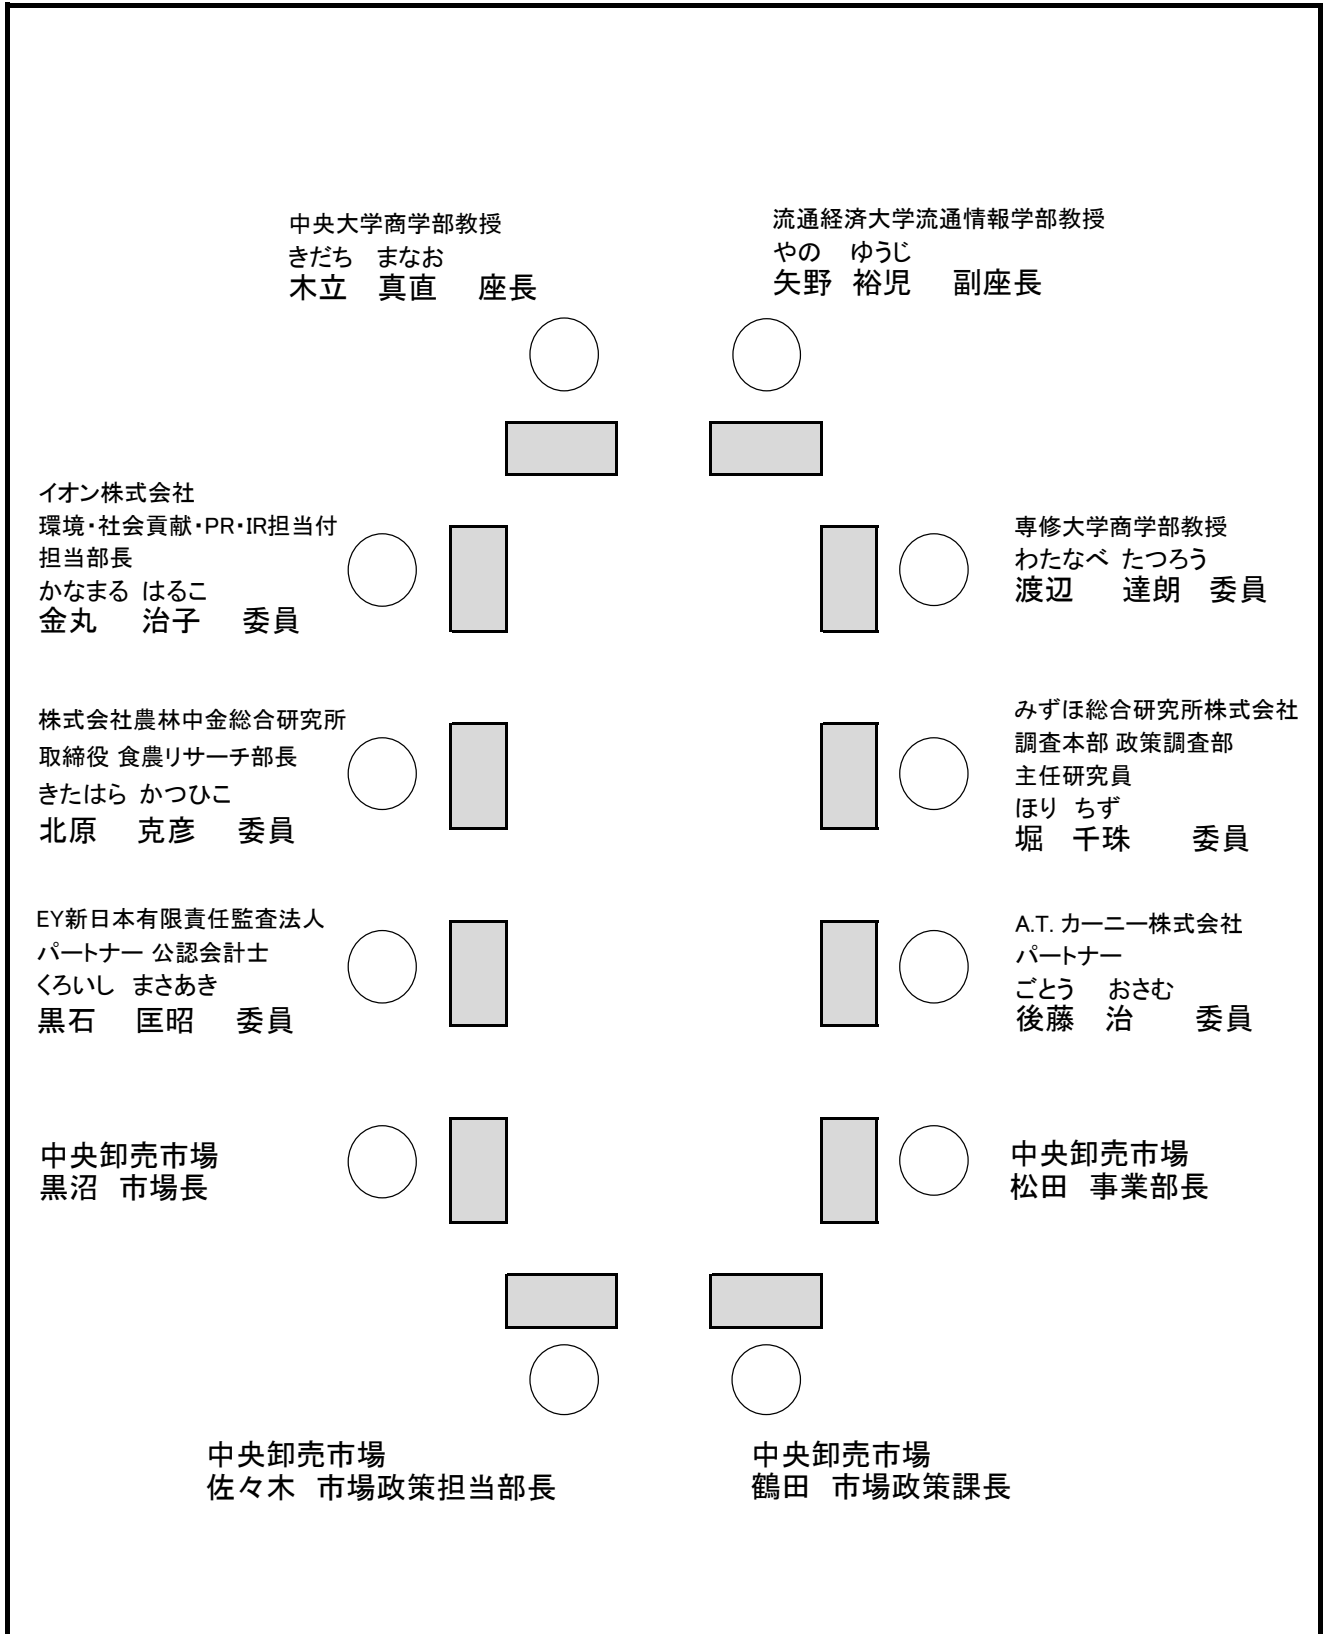 中央大学商学部教授
きだち　まなお
木立　真直　座長
流通経済大学流通情報学部教授
やの　ゆうじ
矢野　裕児　副座長
イオン株式会社
環境・社会貢献・PR・IR担当付
担当部長
かなまる　はるこ
金丸　治子　委員
専修大学商学部教授
わたなべ　たつろう
渡辺　達朗　委員
株式会社農林中金総合研究所
取締役 食農リサーチ部長
きたはら　かつひこ
北原　克彦　委員
みずほ総合研究所株式会社
調査本部 政策調査部
主任研究員
ほり　ちず
堀　千珠　委員
EY新日本有限責任監査法人
パートナー 公認会計士
くろいし　まさあき
黒石　匡昭　委員
A.T. カーニー株式会社
パートナー
ごとう　おさむ
後藤　治　委員
中央卸売市場
黒沼　市場長
中央卸売市場
松田　事業部長
中央卸売市場
佐々木　市場政策担当部長
中央卸売市場
鶴田　市場政策課長